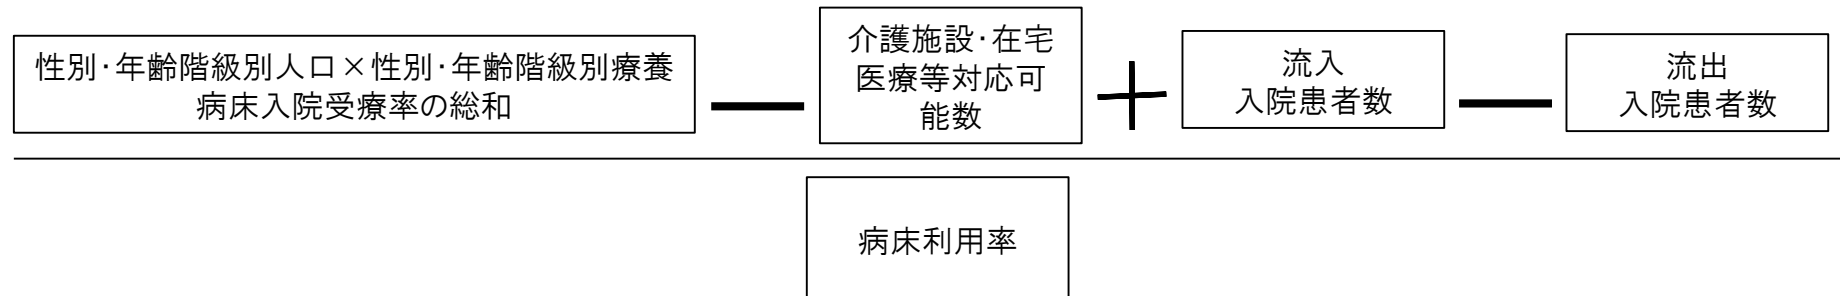 性別･年齢階級別人口×性別･年齢階級別療養
病床入院受療率の総和
介護施設･在宅
医療等対応可
能数
＋
流入
入院患者数
流出
入院患者数
病床利用率